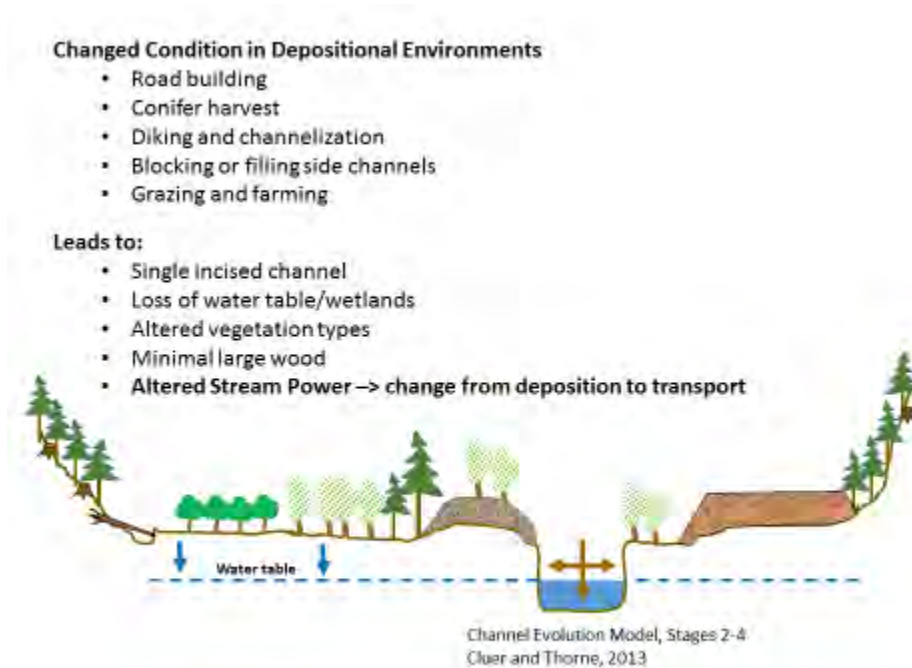 Changed Condition in Depositional Environments
• Road building
• Conifer harvest
• Diking and channelization
• Blocking or filling side channels
• Grazing and farming
Leads to:
• Single incised channel
• Loss of water table/wetlands
• Altered vegetation types
• Minimal large wood
• Altered Stream Power –> change from deposition to transport
Water table
Channel Evolution Model, Stages 2-4
Cluer and Thorne, 2013